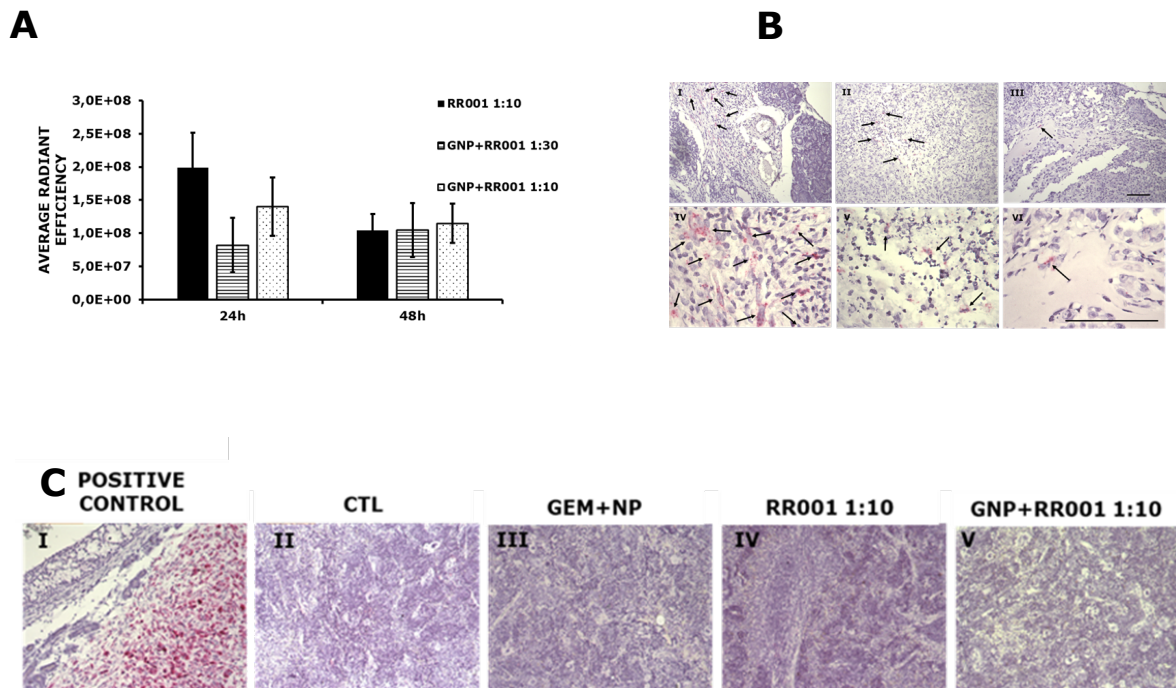 A
B
3,0E+08
2,5E+08
2,0E+08
1,5E+08
1,0E+08
5,0E+07
0,0E+00
AVERAGE RADIANT
EFFICIENCY
24h
48h
RR001 1:10
GNP+RR001 1:30
GNP+RR001 1:10
I
II
III
IV
V
VI
C
POSITIVE
CONTROL
CTL
GEM+NP
RR001 1:10
GNP+RR001 1:10
I
II
III
IV
V